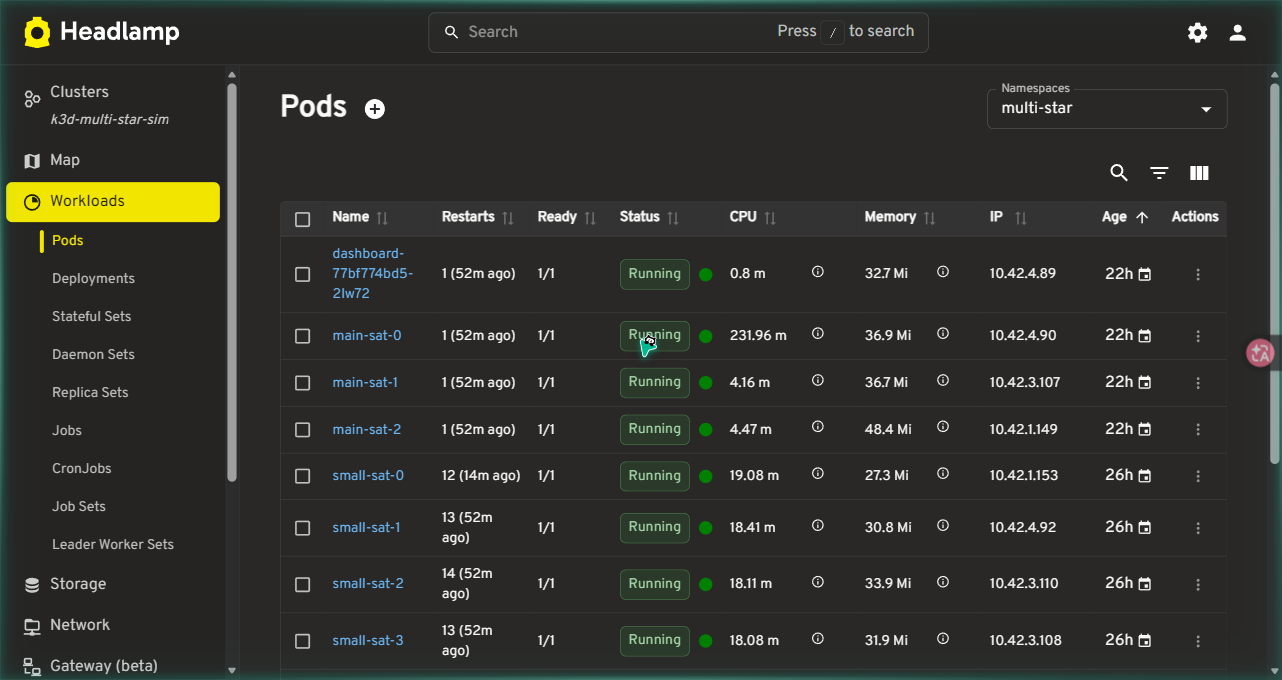 Headlamp
Search Press / to search
Clusters
k3d-multi-star-sim
Map
Workloads
Pods
Deployments
Stateful Sets
Daemon Sets
Replica Sets
Jobs
CronJobs
Job Sets
Leader Worker Sets
Storage
Network
Gateway (beta)
Pods
Namespaces
multi-star
Name Restarts Ready Status CPU Memory IP Age Actions
dashboard-
77bf774bd5-
2lw72
1 (52m ago) 1/1 Running 0.8 m 32.7 Mi 10.42.4.89 22h
main-sat-0 1 (52m ago) 1/1 Running 231.96 m 36.9 Mi 10.42.4.90 22h
main-sat-1 1 (52m ago) 1/1 Running 4.16 m 36.7 Mi 10.42.3.107 22h
main-sat-2 1 (52m ago) 1/1 Running 4.47 m 48.4 Mi 10.42.1.149 22h
small-sat-0 12 (14m ago) 1/1 Running 19.08 m 27.3 Mi 10.42.1.153 26h
small-sat-1 13 (52m
ago) 1/1 Running 18.41 m 30.8 Mi 10.42.4.92 26h
small-sat-2 14 (52m
ago) 1/1 Running 18.11 m 33.9 Mi 10.42.3.110 26h
small-sat-3 13 (52m
ago) 1/1 Running 18.08 m 31.9 Mi 10.42.3.108 26h